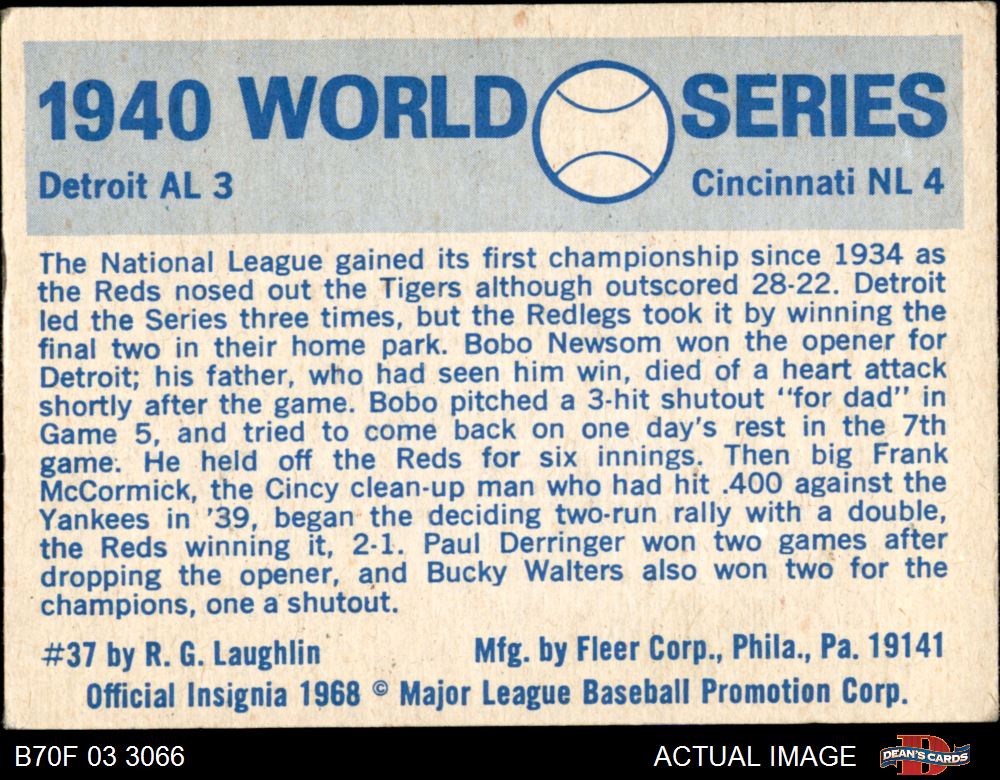 1940 WORLD SERIES
Detroit AL 3
Cincinnati NL 4
The National League gained its first championship since 1934 as
the Reds nosed out the Tigers although outscored 28-22. Detroit
led the Series three times, but the Redlegs took it by winning the
final two in their home park. Bobo Newsom won the opener for
Detroit; his father, who had seen him win, died of a heart attack
shortly after the game. Bobo pitched a 3-hit shutout "for dad" in
Game 5, and tried to come back on one day's rest in the 7th
game. He held off the Reds for six innings. Then big Frank
McCormick, the Cincy clean-up man who had hit .400 against the
Yankees in '39, began the deciding two-run rally with a double,
the Reds winning it, 2-1. Paul Derringer won two games after
dropping the opener, and Bucky Walters also won two for the
champions, one a shutout.
#37 by R. G. Laughlin
Mfg. by Fleer Corp., Phila., Pa. 19141
Official Insignia 1968 © Major League Baseball Promotion Corp.
B70F 03 3066
ACTUAL IMAGE
D
DEAN'S CARDS